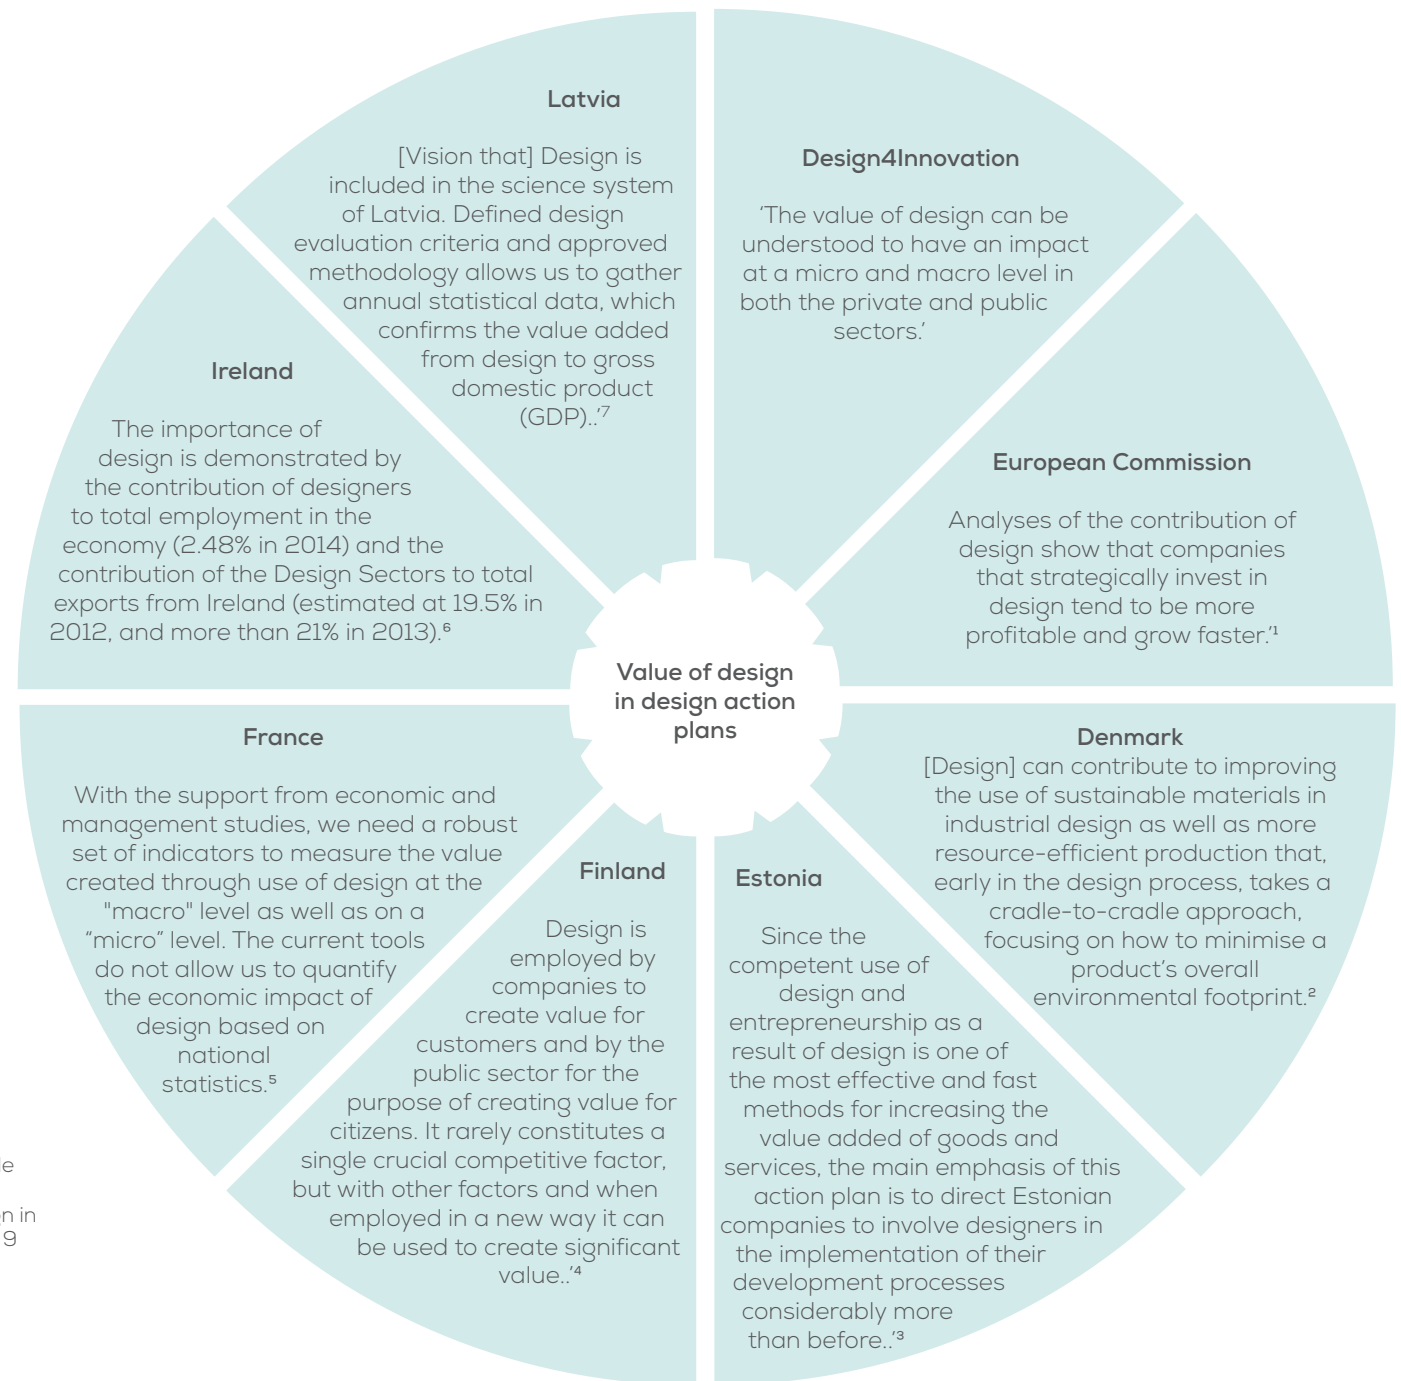 Latvia
[Vision that] Design is
included in the science system
of Latvia. Defined design
evaluation criteria and approved
methodology allows us to gather
annual statistical data, which
confirms the value added
from design to gross
domestic product
(GDP)..’⁷
Design4Innovation
‘The value of design can be
understood to have an impact
at a micro and macro level in
both the private and public
sectors.’
European Commission
Analyses of the contribution of
design show that companies
that strategically invest in
design tend to be more
profitable and grow faster.’¹
Ireland
The importance of
design is demonstrated by
the contribution of designers
to total employment in the
economy (2.48% in 2014) and the
contribution of the Design Sectors to total
exports from Ireland (estimated at 19.5% in
2012, and more than 21% in 2013).⁶
Value of design
in design action
plans
France
With the support from economic and
management studies, we need a robust
set of indicators to measure the value
created through use of design at the
"macro" level as well as on a
“micro” level. The current tools
do not allow us to quantify
the economic impact of
design based on
national
statistics.⁵
Denmark
[Design] can contribute to improving
the use of sustainable materials in
industrial design as well as more
resource-efficient production that,
early in the design process, takes a
cradle-to-cradle approach,
focusing on how to minimise a
product’s overall
environmental footprint.²
Finland
Design is
employed by
companies to
create value for
customers and by the
public sector for the
purpose of creating value for
citizens. It rarely constitutes a
single crucial competitive factor,
but with other factors and when
employed in a new way it can
be used to create significant
value..’⁴
Estonia
Since the
competent use of
design and
entrepreneurship as a
result of design is one of
the most effective and fast
methods for increasing the
value added of goods and
services, the main emphasis of this
action plan is to direct Estonian
companies to involve designers in
the implementation of their
development processes
considerably more
than before..’³
in
9